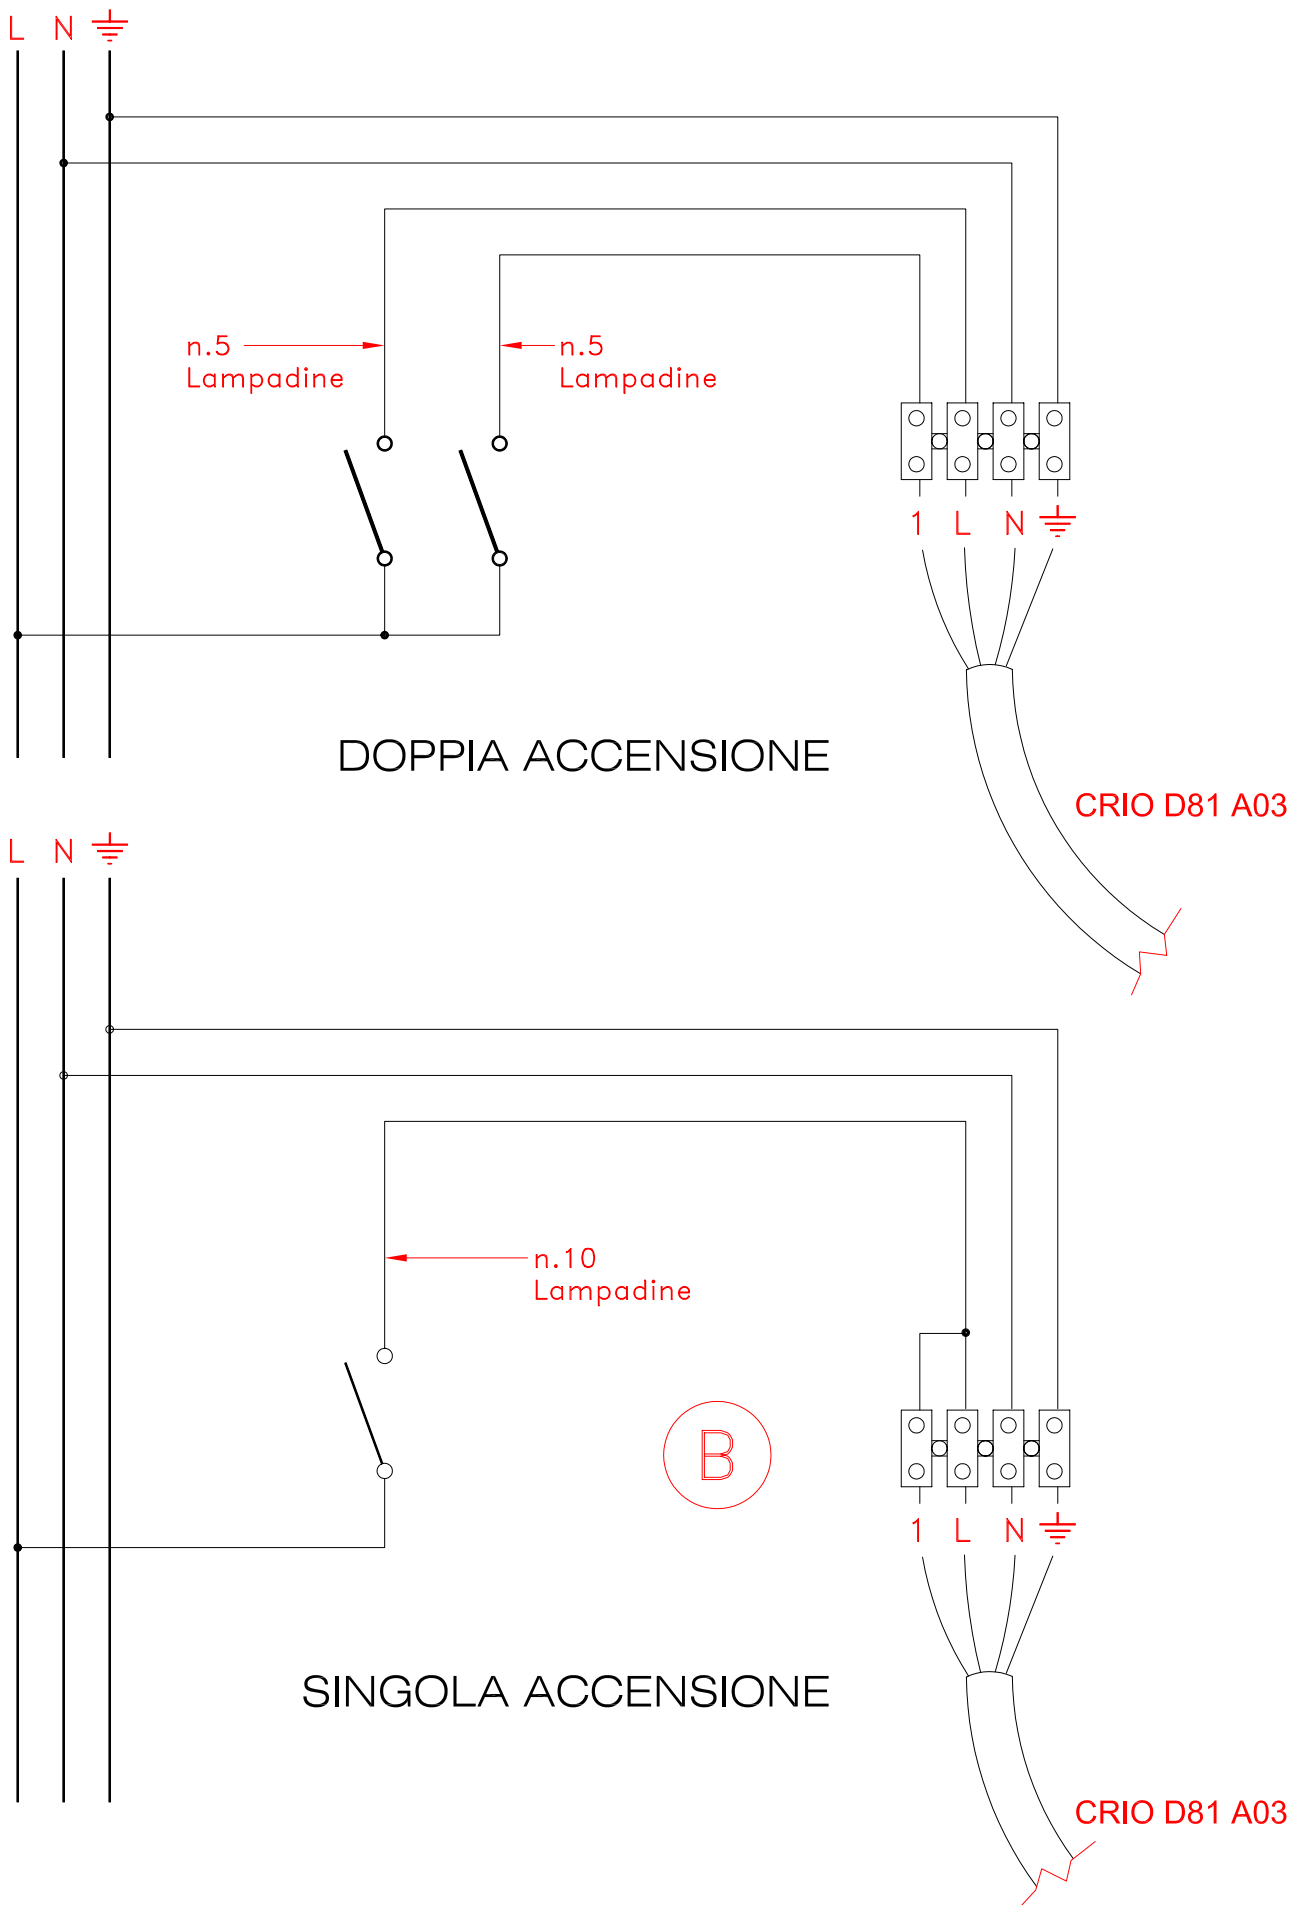 L N
n.5
Lampadine
n.5
Lampadine
1 L N
DOPPIA ACCENSIONE
CRIO D81 A03
L N
n.10
Lampadine
B
1 L N
SINGOLA ACCENSIONE
CRIO D81 A03